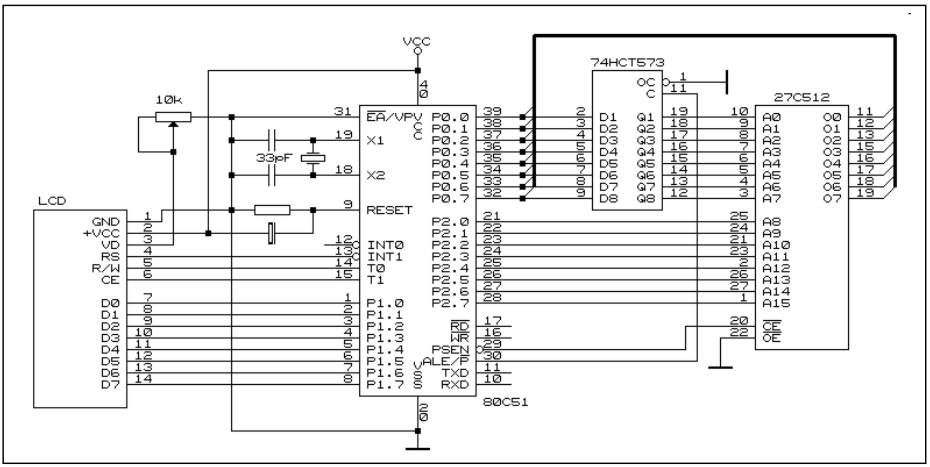 VCC
40
10k
33pF
LCD
GND 1
+VCC 2
VD 3
RS 4
R/W 5
CE 6
D0 7
D1 8
D2 9
D3 10
D4 11
D5 12
D6 13
D7 14
31 EA/VPP
VCC
19 X1
18 X2
9 RESET
12 INT0
13 INT1
14 T0
15 T1
1 P1.0
2 P1.1
3 P1.2
4 P1.3
5 P1.4
6 P1.5
7 P1.6
8 P1.7
P0.0 39
P0.1 38
P0.2 37
P0.3 36
P0.4 35
P0.5 34
P0.6 33
P0.7 32
P2.0 21
P2.1 22
P2.2 23
P2.3 24
P2.4 25
P2.5 26
P2.6 27
P2.7 28
RD 17
WR 16
PSEN 29
ALE/P 30
TXD 11
RXD 10
VSS
20
80C51
74HCT573
OC 1
C 11
2 D1 Q1 19
3 D2 Q2 18
4 D3 Q3 17
5 D4 Q4 16
6 D5 Q5 15
7 D6 Q6 14
8 D7 Q7 13
9 D8 Q8 12
27C512
10 A0 O0 11
9 A1 O1 12
8 A2 O2 13
7 A3 O3 15
6 A4 O4 16
5 A5 O5 17
4 A6 O6 18
3 A7 O7 19
25 A8
24 A9
21 A10
23 A11
2 A12
26 A13
27 A14
1 A15
20 CE
22 OE